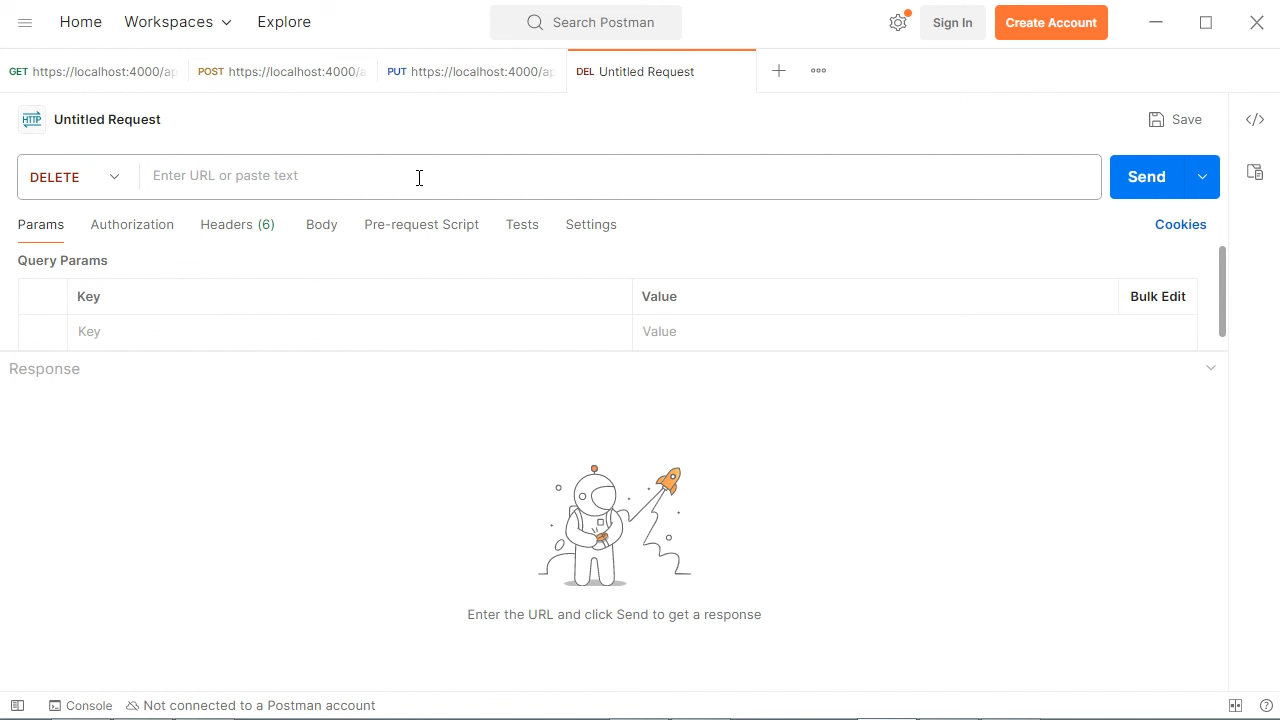 Home Workspaces Explore Search Postman Sign In Create Account
GET https://localhost:4000/ap POST https://localhost:4000/a PUT https://localhost:4000/ap DEL Untitled Request
HTTP Untitled Request Save
DELETE Enter URL or paste text Send
Params Authorization Headers (6) Body Pre-request Script Tests Settings Cookies
Query Params
Key Value Bulk Edit
Key Value
Response
Enter the URL and click Send to get a response
Console Not connected to a Postman account